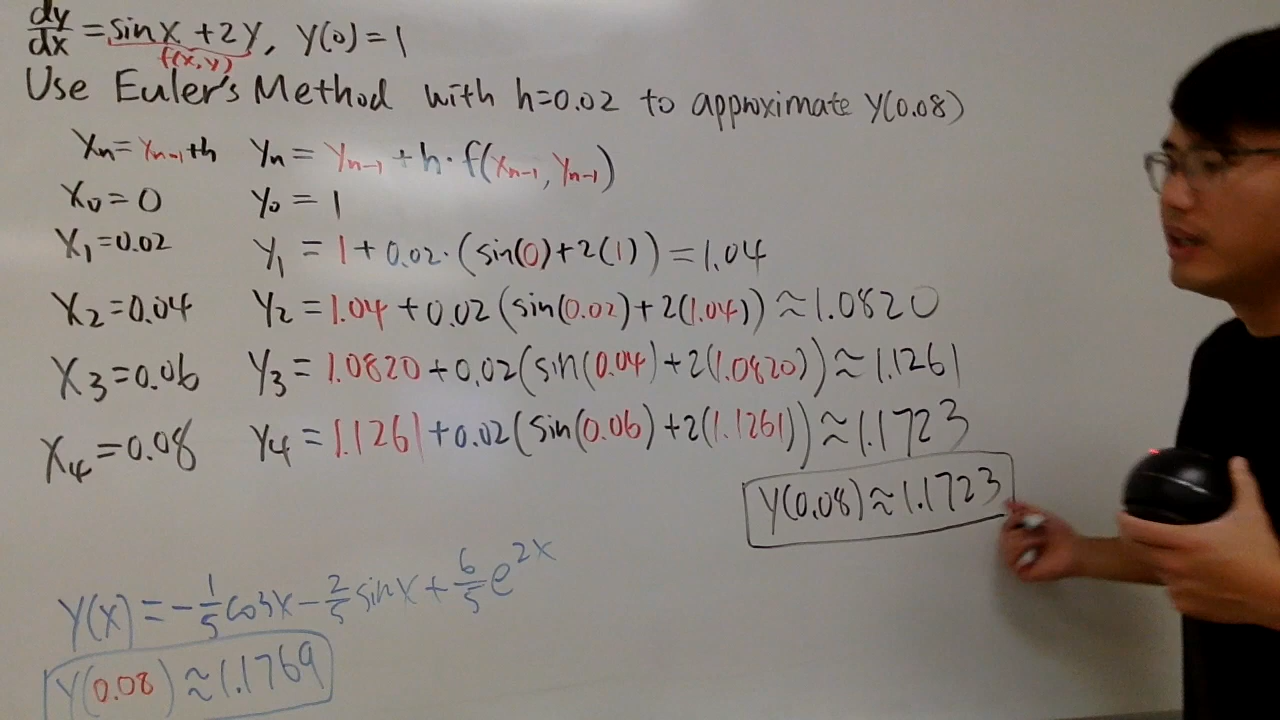 dy/dx = sinx + 2y, y(0) = 1
f(x,y)
Use Euler's Method with h=0.02 to approximate y(0.08)
xₙ = xₙ₋₁+h yₙ = yₙ₋₁ + h · f(xₙ₋₁, yₙ₋₁)
x₀ = 0 y₀ = 1
x₁ = 0.02 y₁ = 1 + 0.02 · (sin(0) + 2(1)) = 1.04
x₂ = 0.04 y₂ = 1.04 + 0.02 (sin(0.02) + 2(1.04)) ≈ 1.0820
x₃ = 0.06 y₃ = 1.0820 + 0.02 (sin(0.04) + 2(1.0820)) ≈ 1.1261
x₄ = 0.08 y₄ = 1.1261 + 0.02 (sin(0.06) + 2(1.1261)) ≈ 1.1723
y(0.08) ≈ 1.1723
y(x) = -1/5 cosx - 2/5 sinx + 6/5 e^2x
y(0.08) ≈ 1.1769